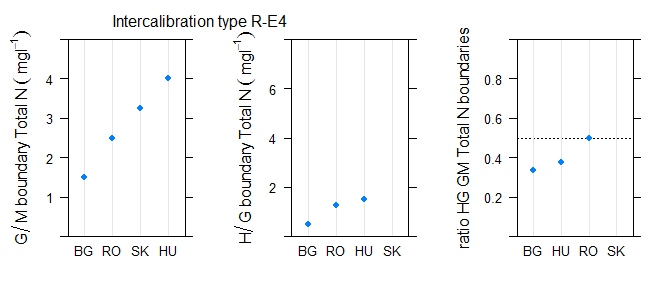 Intercalibration type R-E4
G/M boundary Total N ( mgl⁻¹)
4
3
2
1
BG RO SK HU
H/G boundary Total N ( mgl⁻¹)
6
4
2
BG RO HU SK
ratio HG GM Total N boundaries
0.8
0.6
0.4
0.2
BG HU RO SK